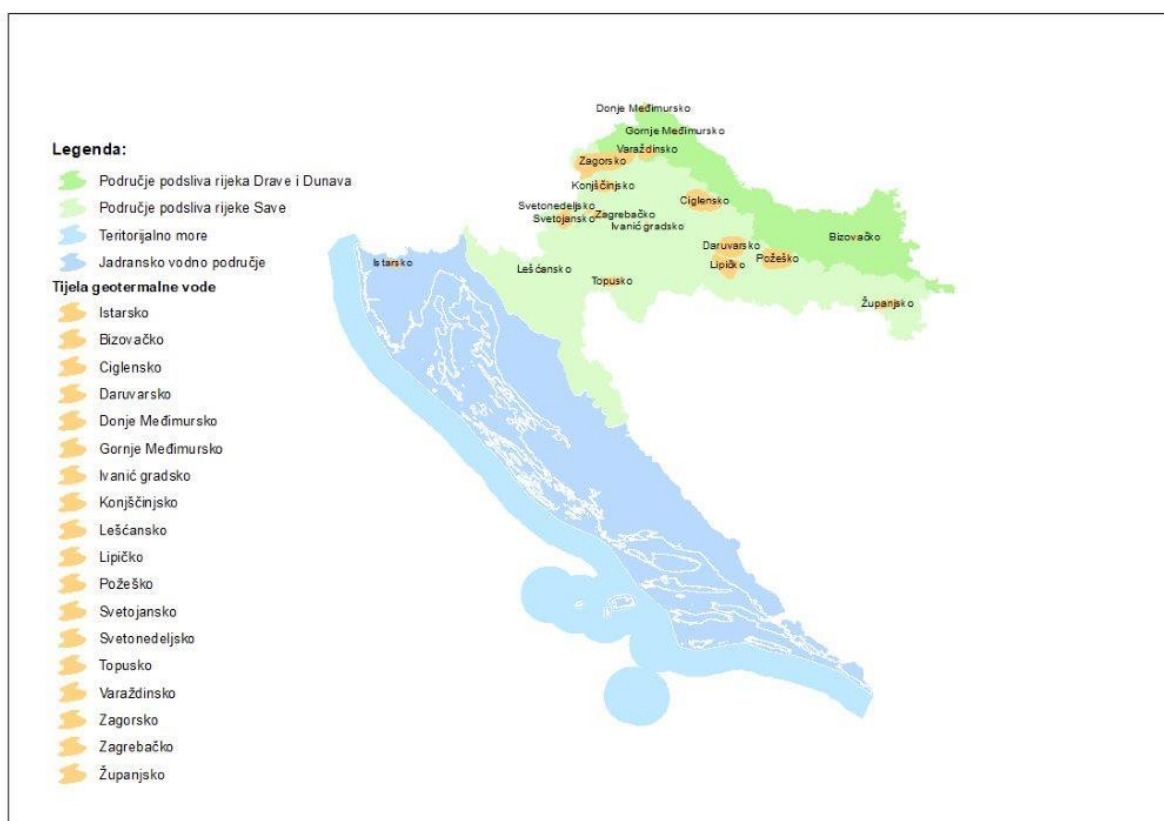 Legenda:
Područje podsliva rijeka Drave i Dunava
Područje podsliva rijeke Save
Teritorijalno more
Jadransko vodno područje
Tijela geotermalne vode
Istarsko
Bizovačko
Ciglensko
Daruvarsko
Donje Međimursko
Gornje Međimursko
Ivanić gradsko
Konjščinjsko
Lešćansko
Lipičko
Požeško
Svetojansko
Svetonedeljsko
Topusko
Varaždinsko
Zagorsko
Zagrebačko
Županjsko
Donje Međimursko
Gornje Međimursko
Varaždinsko
Zagorsko
Konjščinjsko
Ciglensko
Svetonedeljsko
Zagrebačko
Svetojansko
Ivanić gradsko
Bizovačko
Daruvarsko
Požeško
Lipičko
Istarsko
Lešćansko
Topusko
Županjsko